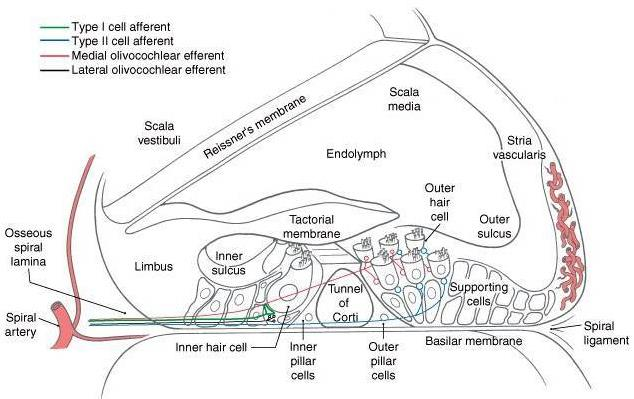 Type I cell afferent
Type II cell afferent
Medial olivocochlear efferent
Lateral olivocochlear efferent
Scala
media
Scala
vestibuli
Reissner's membrane
Endolymph
Stria
vascularis
Outer
hair
cell
Outer
sulcus
Tactorial
membrane
Osseous
spiral
lamina
Limbus
Inner
sulcus
Tunnel
of
Corti
Supporting
cells
Spiral
artery
Inner hair cell
Inner
pillar
cells
Outer
pillar
cells
Basilar membrane
Spiral
ligament